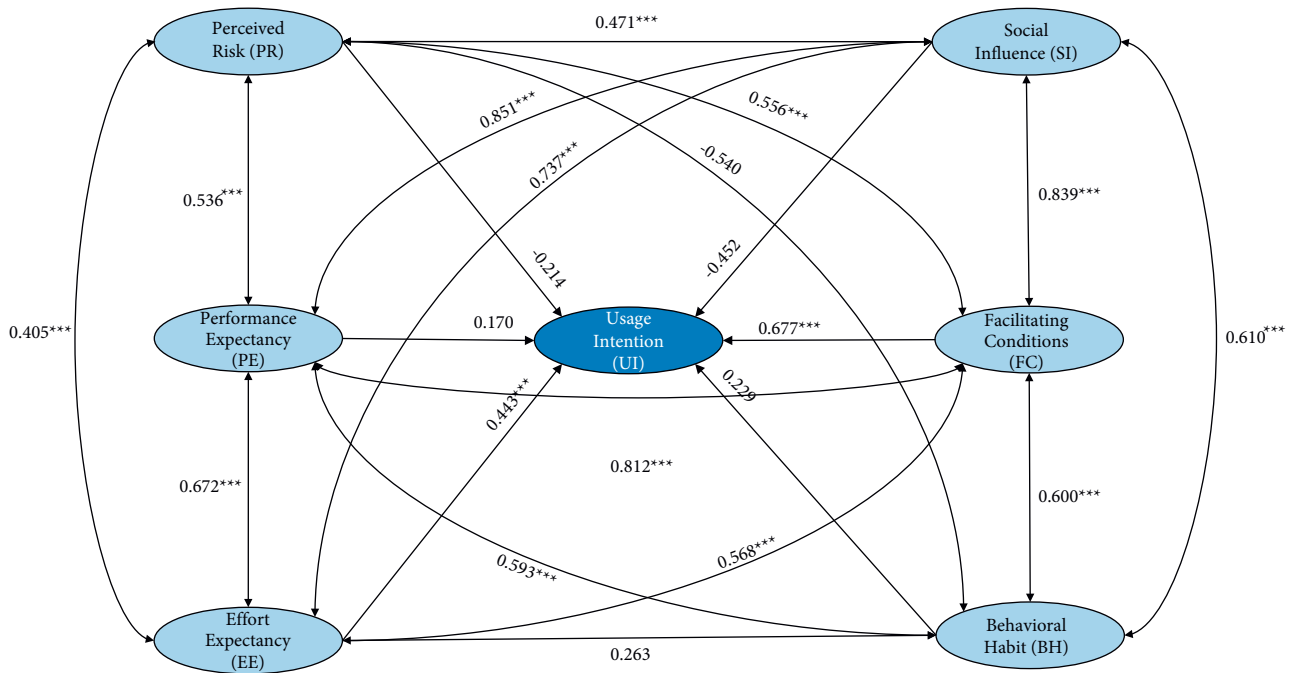 Perceived
Risk (PR)
0.471***
Social
Influence (SI)
0.851***
0.556***
0.737***
-0.540
0.536***
0.839***
-0.214
-0.452
0.405***
Performance
Expectancy
(PE)
0.170
Usage
Intention
(UI)
0.677***
Facilitating
Conditions
(FC)
0.610***
0.443***
0.229
0.672***
0.812***
0.600***
0.593***
0.568***
Effort
Expectancy
(EE)
0.263
Behavioral
Habit (BH)